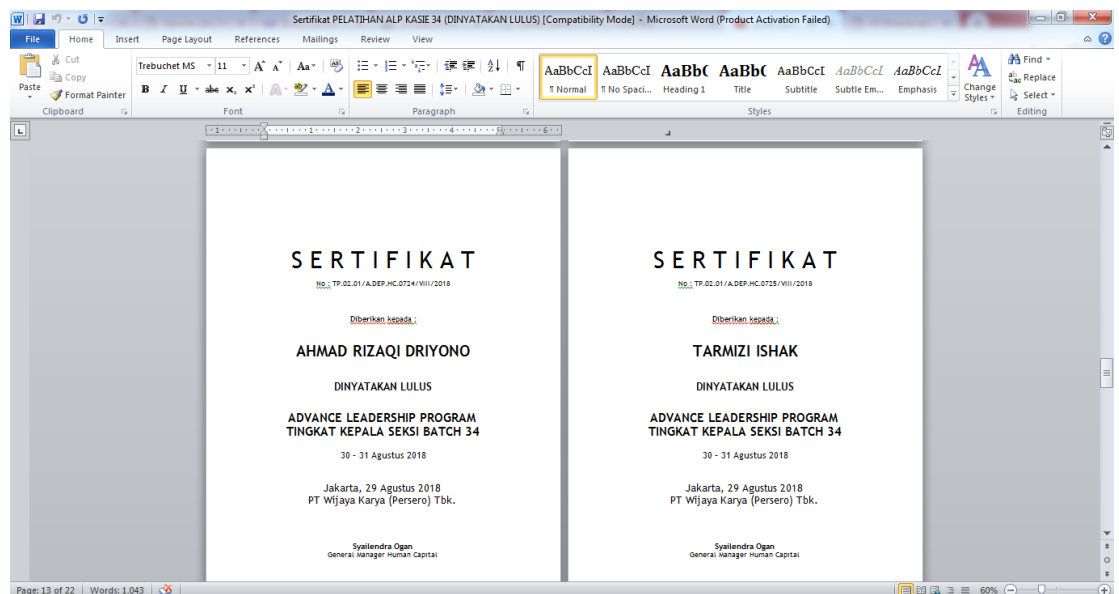 Sertifikat PELATIHAN ALP KASIE 34 (DINYATAKAN LULUS) [Compatibility Mode] - Microsoft Word (Product Activation Failed)
File Home Insert Page Layout References Mailings Review View
Cut
Copy
Format Painter
Paste
Clipboard
Trebuchet MS 11
Font
Paragraph
AaBbCcI AaBbCcI AaBb( AaBb( AaBbCcI AaBbCcI AaBbCcI
¶ Normal ¶ No Spaci... Heading 1 Title Subtitle Subtle Em... Emphasis
Change Styles
Styles
Find
Replace
Select
Editing
SERTIFIKAT
No : TP.02.01/A.DEP.HC.0724/VIII/2018
Diberikan kepada :
AHMAD RIZAQI DRIYONO
DINYATAKAN LULUS
ADVANCE LEADERSHIP PROGRAM
TINGKAT KEPALA SEKSI BATCH 34
30 - 31 Agustus 2018
Jakarta, 29 Agustus 2018
PT Wijaya Karya (Persero) Tbk.
Syailendra Ogan
General Manager Human Capital
SERTIFIKAT
No : TP.02.01/A.DEP.HC.0725/VIII/2018
Diberikan kepada :
TARMIZI ISHAK
DINYATAKAN LULUS
ADVANCE LEADERSHIP PROGRAM
TINGKAT KEPALA SEKSI BATCH 34
30 - 31 Agustus 2018
Jakarta, 29 Agustus 2018
PT Wijaya Karya (Persero) Tbk.
Syailendra Ogan
General Manager Human Capital
Page: 13 of 22 Words: 1.043 60%